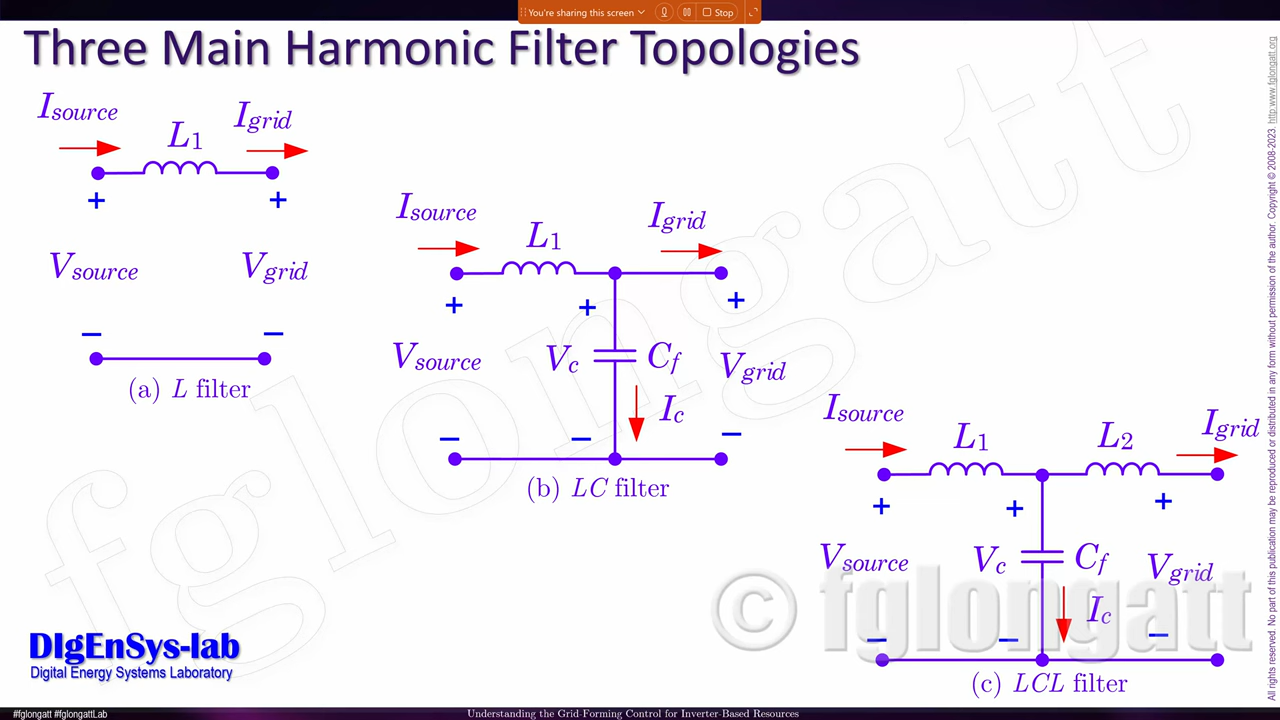 You're sharing this screen
Stop
Three Main Harmonic Filter Topologies
Isource
Igrid
L1
+
+
Vsource
Vgrid
−
−
(a) L filter
Isource
Igrid
L1
+
+
+
Vsource
Vc
Cf
Vgrid
Ic
−
−
−
(b) LC filter
Isource
Igrid
L1
L2
+
+
+
Vsource
Vc
Cf
Vgrid
Ic
−
−
−
(c) LCL filter
fglongatt
© fglongatt
DIgEnSys-lab
Digital Energy Systems Laboratory
#fglongatt #fglongattLab
Understanding the Grid-Forming Control for Inverter-Based Resources
All rights reserved. No part of this publication may be reproduced or distributed in any form without permission of the author. Copyright © 2008-2023. http:www.fglongatt.org